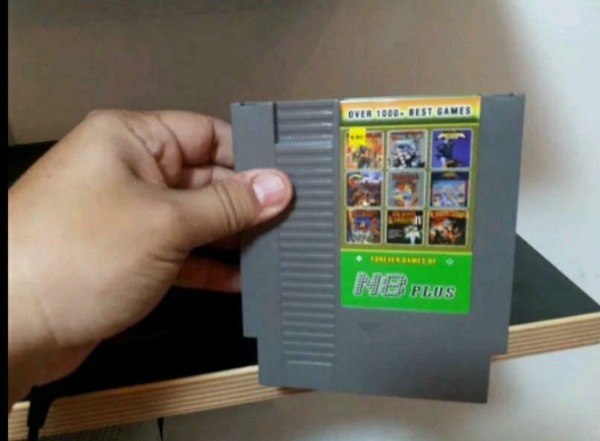 OVER 1000+ BEST GAMES
FOREVER GAMES OF
N8 PLUS